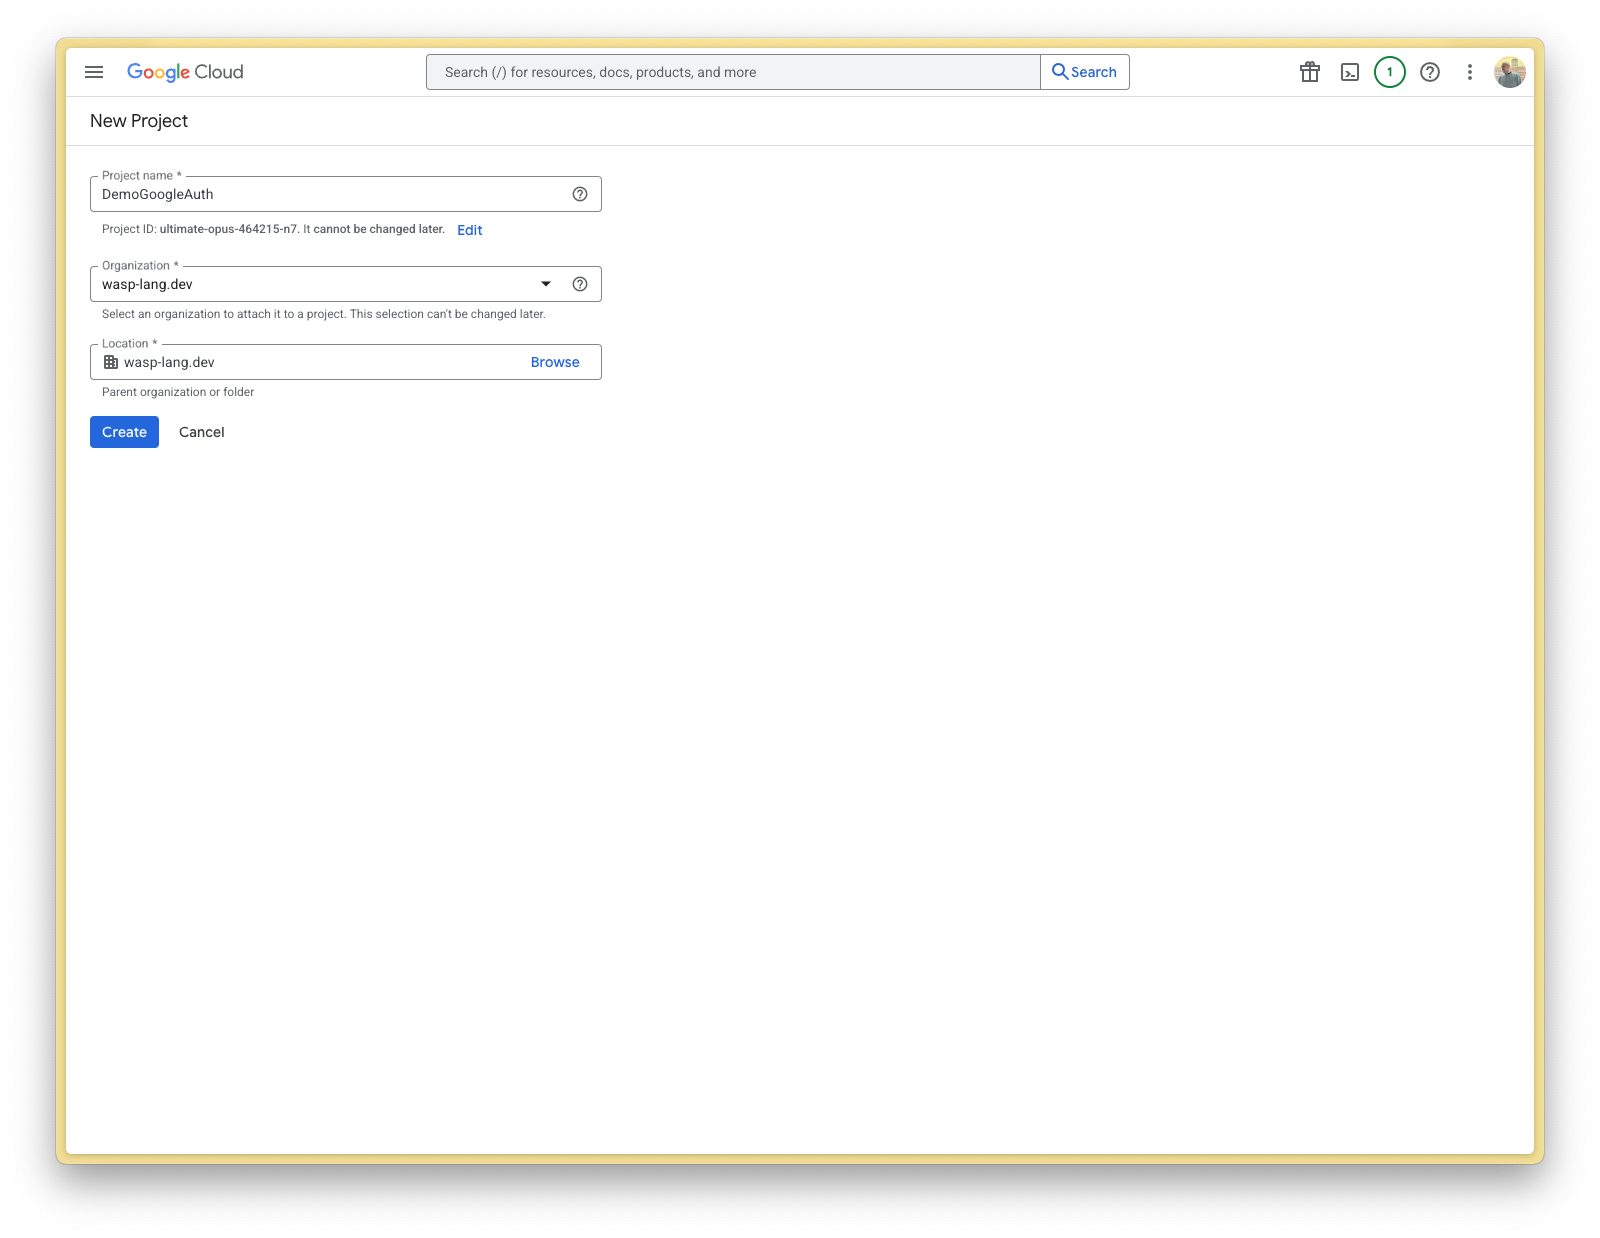 Google Cloud
Search (/) for resources, docs, products, and more
Search
1
New Project
Project name *
DemoGoogleAuth
Project ID: ultimate-opus-464215-n7. It cannot be changed later. Edit
Organization *
wasp-lang.dev
Select an organization to attach it to a project. This selection can't be changed later.
Location *
wasp-lang.dev
Browse
Parent organization or folder
Create
Cancel